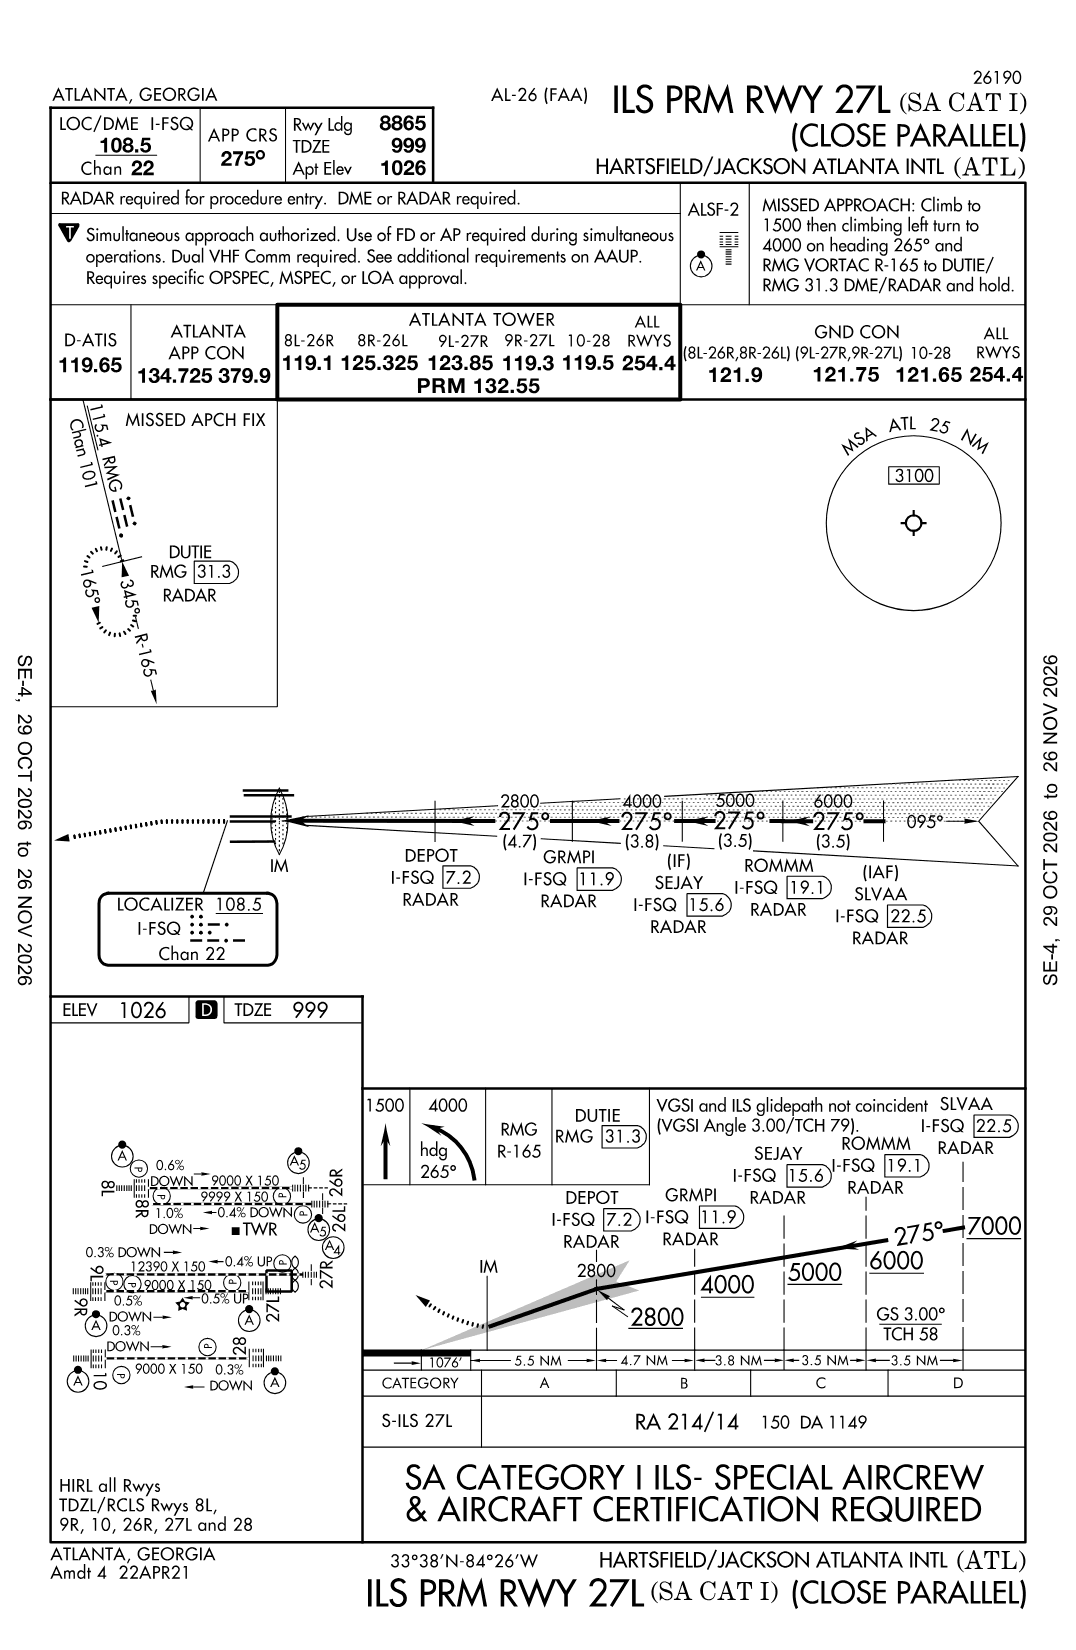 26190
ATLANTA, GEORGIA
AL-26 (FAA)
ILS PRM RWY 27L (SA CAT I)
(CLOSE PARALLEL)
HARTSFIELD/JACKSON ATLANTA INTL (ATL)
LOC/DME I-FSQ
108.5
Chan 22
APP CRS
275°
Rwy Ldg 8865
TDZE 999
Apt Elev 1026
RADAR required for procedure entry. DME or RADAR required.
T
Simultaneous approach authorized. Use of FD or AP required during simultaneous
operations. Dual VHF Comm required. See additional requirements on AAUP.
Requires specific OPSPEC, MSPEC, or LOA approval.
ALSF-2
A
MISSED APPROACH: Climb to
1500 then climbing left turn to
4000 on heading 265° and
RMG VORTAC R-165 to DUTIE/
RMG 31.3 DME/RADAR and hold.
D-ATIS
119.65
ATLANTA
APP CON
134.725 379.9
ATLANTA TOWER
8L-26R 8R-26L 9L-27R 9R-27L 10-28 ALL RWYS
119.1 125.325 123.85 119.3 119.5 254.4
PRM 132.55
GND CON
(8L-26R,8R-26L) (9L-27R,9R-27L) 10-28 ALL RWYS
121.9 121.75 121.65 254.4
MISSED APCH FIX
115.4 RMG
Chan 101
DUTIE
RMG 31.3
RADAR
165°
345°
R-165
MSA ATL 25 NM
3100
SE-4, 29 OCT 2026 to 26 NOV 2026
SE-4, 29 OCT 2026 to 26 NOV 2026
2800 4000 5000 6000
275° 275° 275° 275° 095°
(4.7) (3.8) (3.5) (3.5)
IM
DEPOT
I-FSQ 7.2
RADAR
GRMPI
I-FSQ 11.9
RADAR
(IF)
SEJAY
I-FSQ 15.6
RADAR
ROMMM
I-FSQ 19.1
RADAR
(IAF)
SLVAA
I-FSQ 22.5
RADAR
LOCALIZER 108.5
I-FSQ
Chan 22
ELEV 1026 D TDZE 999
A
P
0.6%
DOWN
9000 X 150
A5
8L
26R
P
9999 X 150
P
8R
1.0%
DOWN
0.4% DOWN
P
26L
A5
TWR
A4
0.3% DOWN
12390 X 150
0.4% UP
P
9L
27R
P
P
9000 X 150
P
9R
0.5%
DOWN
0.5% UP
27L
A
A
0.3%
DOWN
P
28
9000 X 150
0.3%
DOWN
10
P
A
A
HIRL all Rwys
TDZL/RCLS Rwys 8L,
9R, 10, 26R, 27L and 28
1500
4000
hdg
265°
RMG
R-165
DUTIE
RMG 31.3
VGSI and ILS glidepath not coincident
(VGSI Angle 3.00/TCH 79).
SLVAA
I-FSQ 22.5
RADAR
ROMMM
I-FSQ 19.1
RADAR
SEJAY
I-FSQ 15.6
RADAR
GRMPI
I-FSQ 11.9
RADAR
DEPOT
I-FSQ 7.2
RADAR
IM
2800
2800
4000
5000
6000
275°
7000
GS 3.00°
TCH 58
1076' 5.5 NM 4.7 NM 3.8 NM 3.5 NM 3.5 NM
CATEGORY A B C D
S-ILS 27L RA 214/14 150 DA 1149
SA CATEGORY I ILS- SPECIAL AIRCREW
& AIRCRAFT CERTIFICATION REQUIRED
ATLANTA, GEORGIA
Amdt 4 22APR21
33°38'N-84°26'W
HARTSFIELD/JACKSON ATLANTA INTL (ATL)
ILS PRM RWY 27L (SA CAT I) (CLOSE PARALLEL)